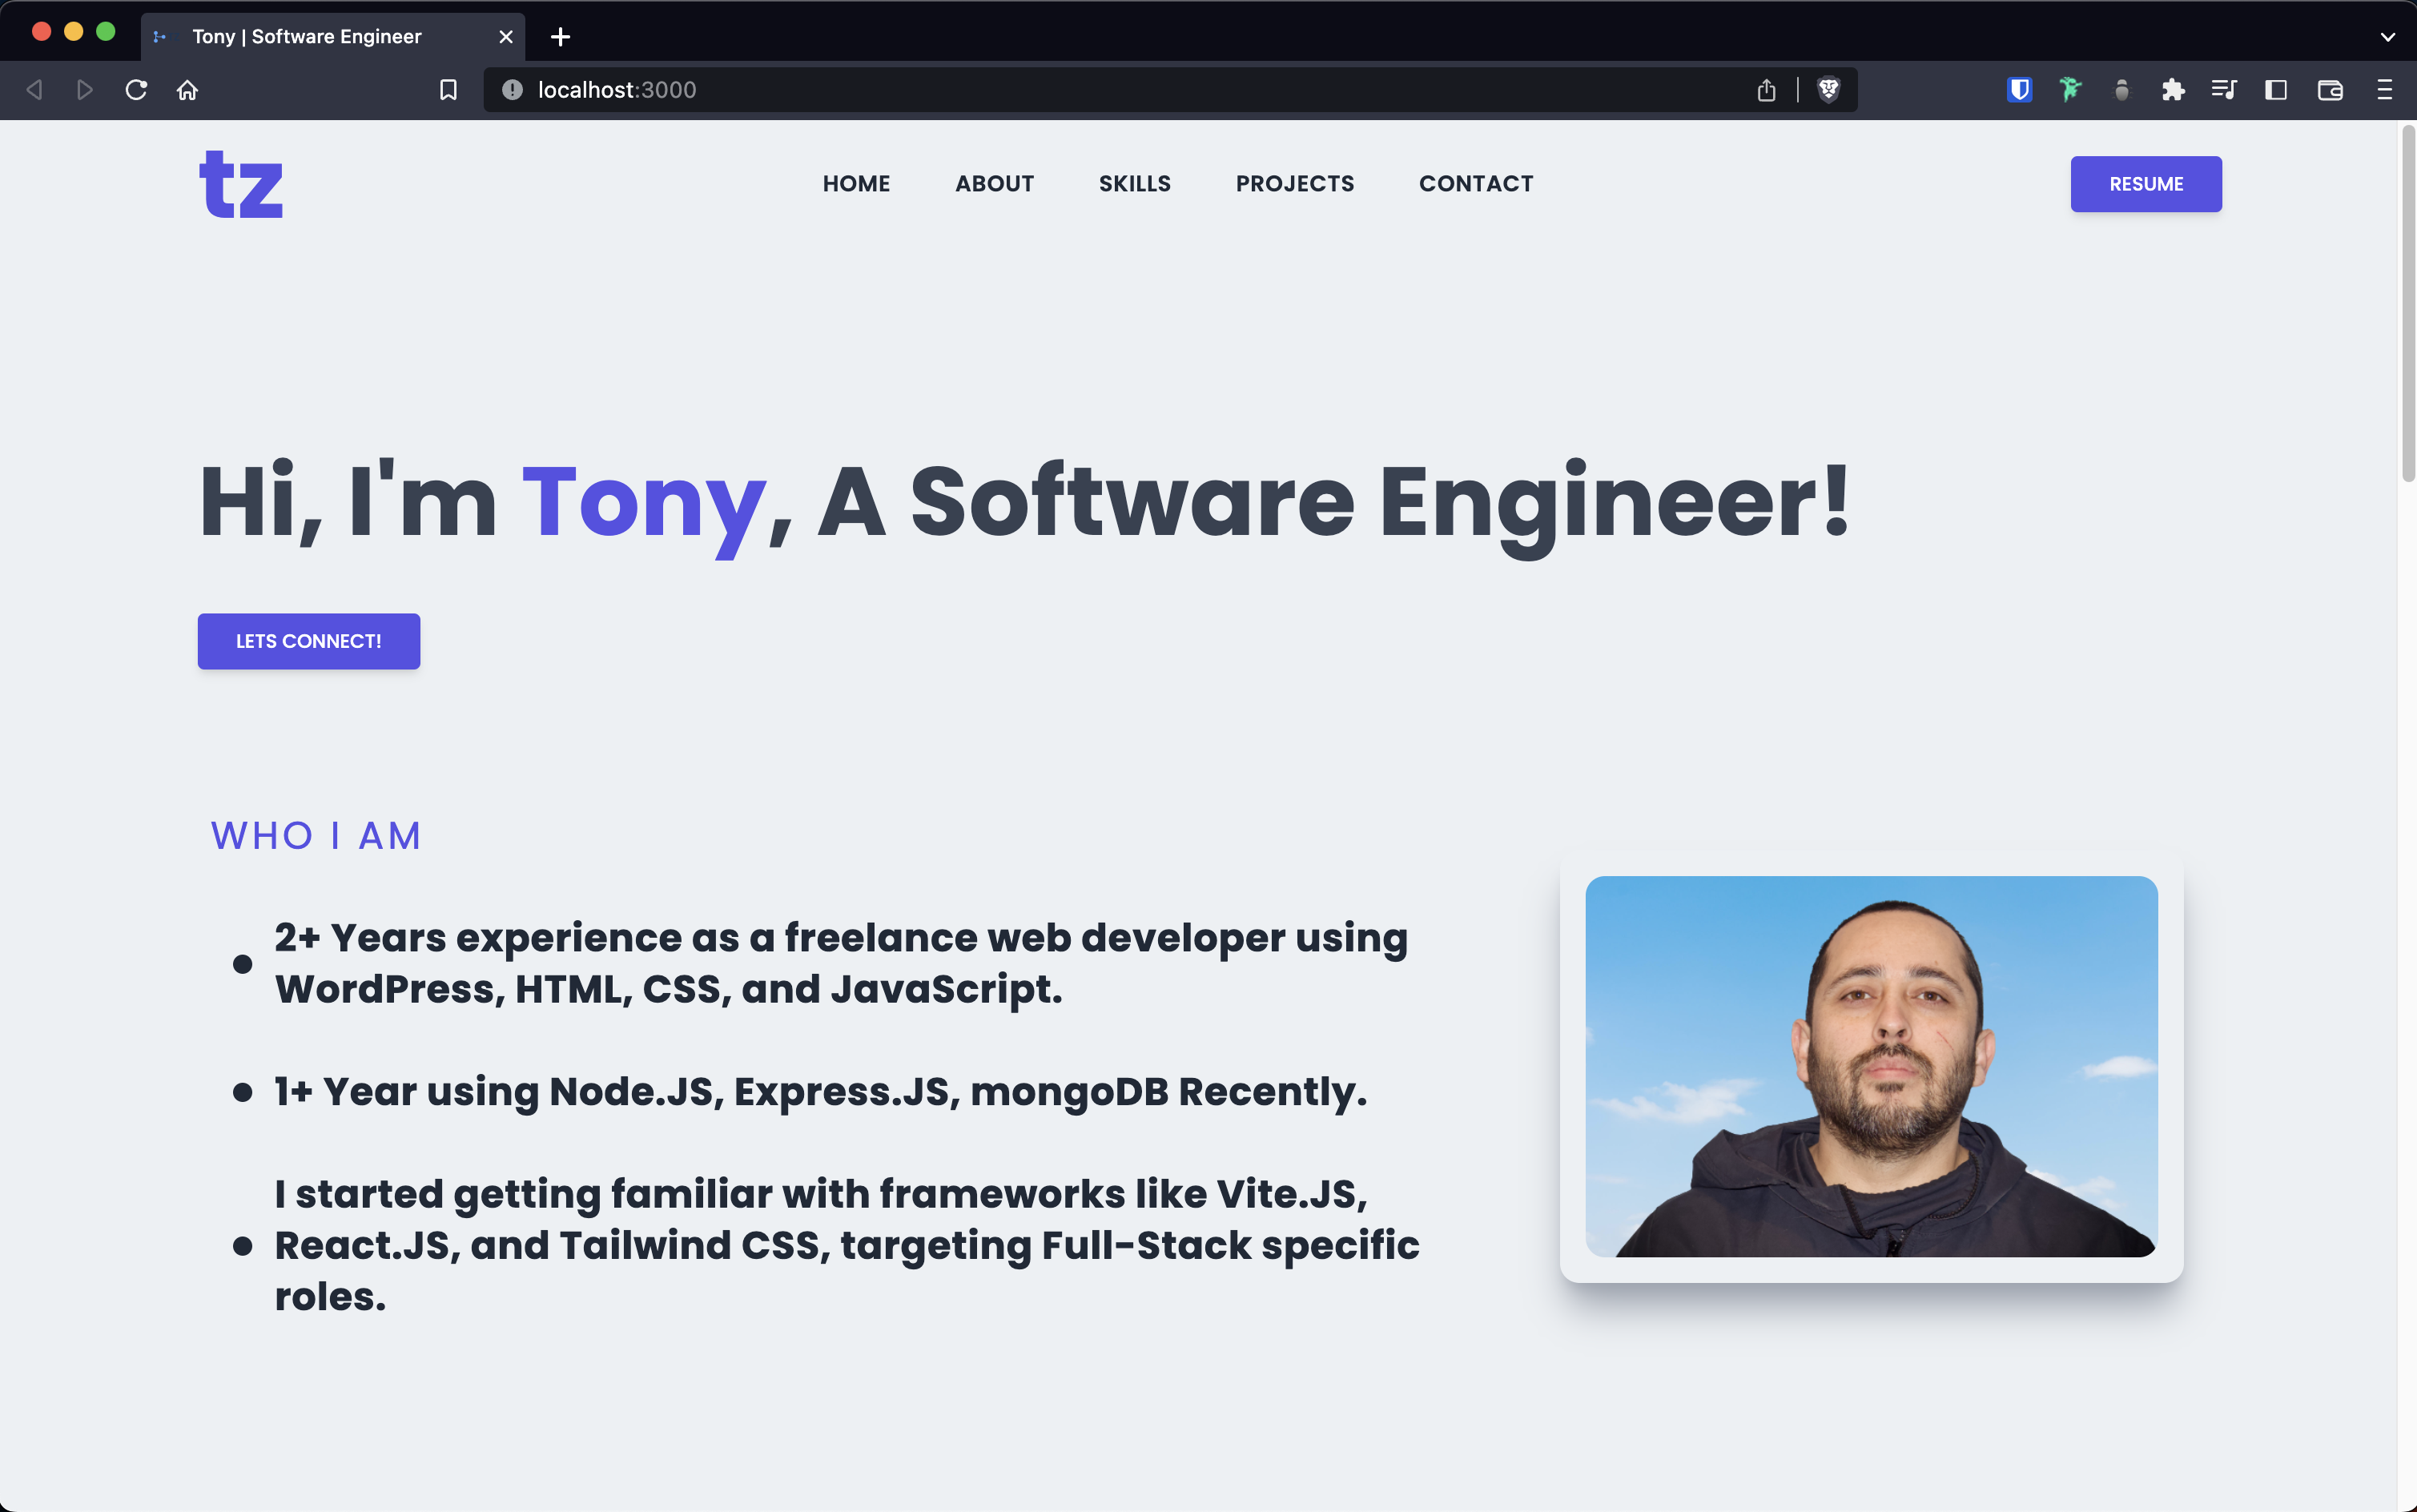 Tony | Software Engineer
localhost:3000
tz
HOME
ABOUT
SKILLS
PROJECTS
CONTACT
RESUME
Hi, I'm Tony, A Software Engineer!
LETS CONNECT!
WHO I AM
2+ Years experience as a freelance web developer using
WordPress, HTML, CSS, and JavaScript.
1+ Year using Node.JS, Express.JS, mongoDB Recently.
I started getting familiar with frameworks like Vite.JS,
React.JS, and Tailwind CSS, targeting Full-Stack specific
roles.